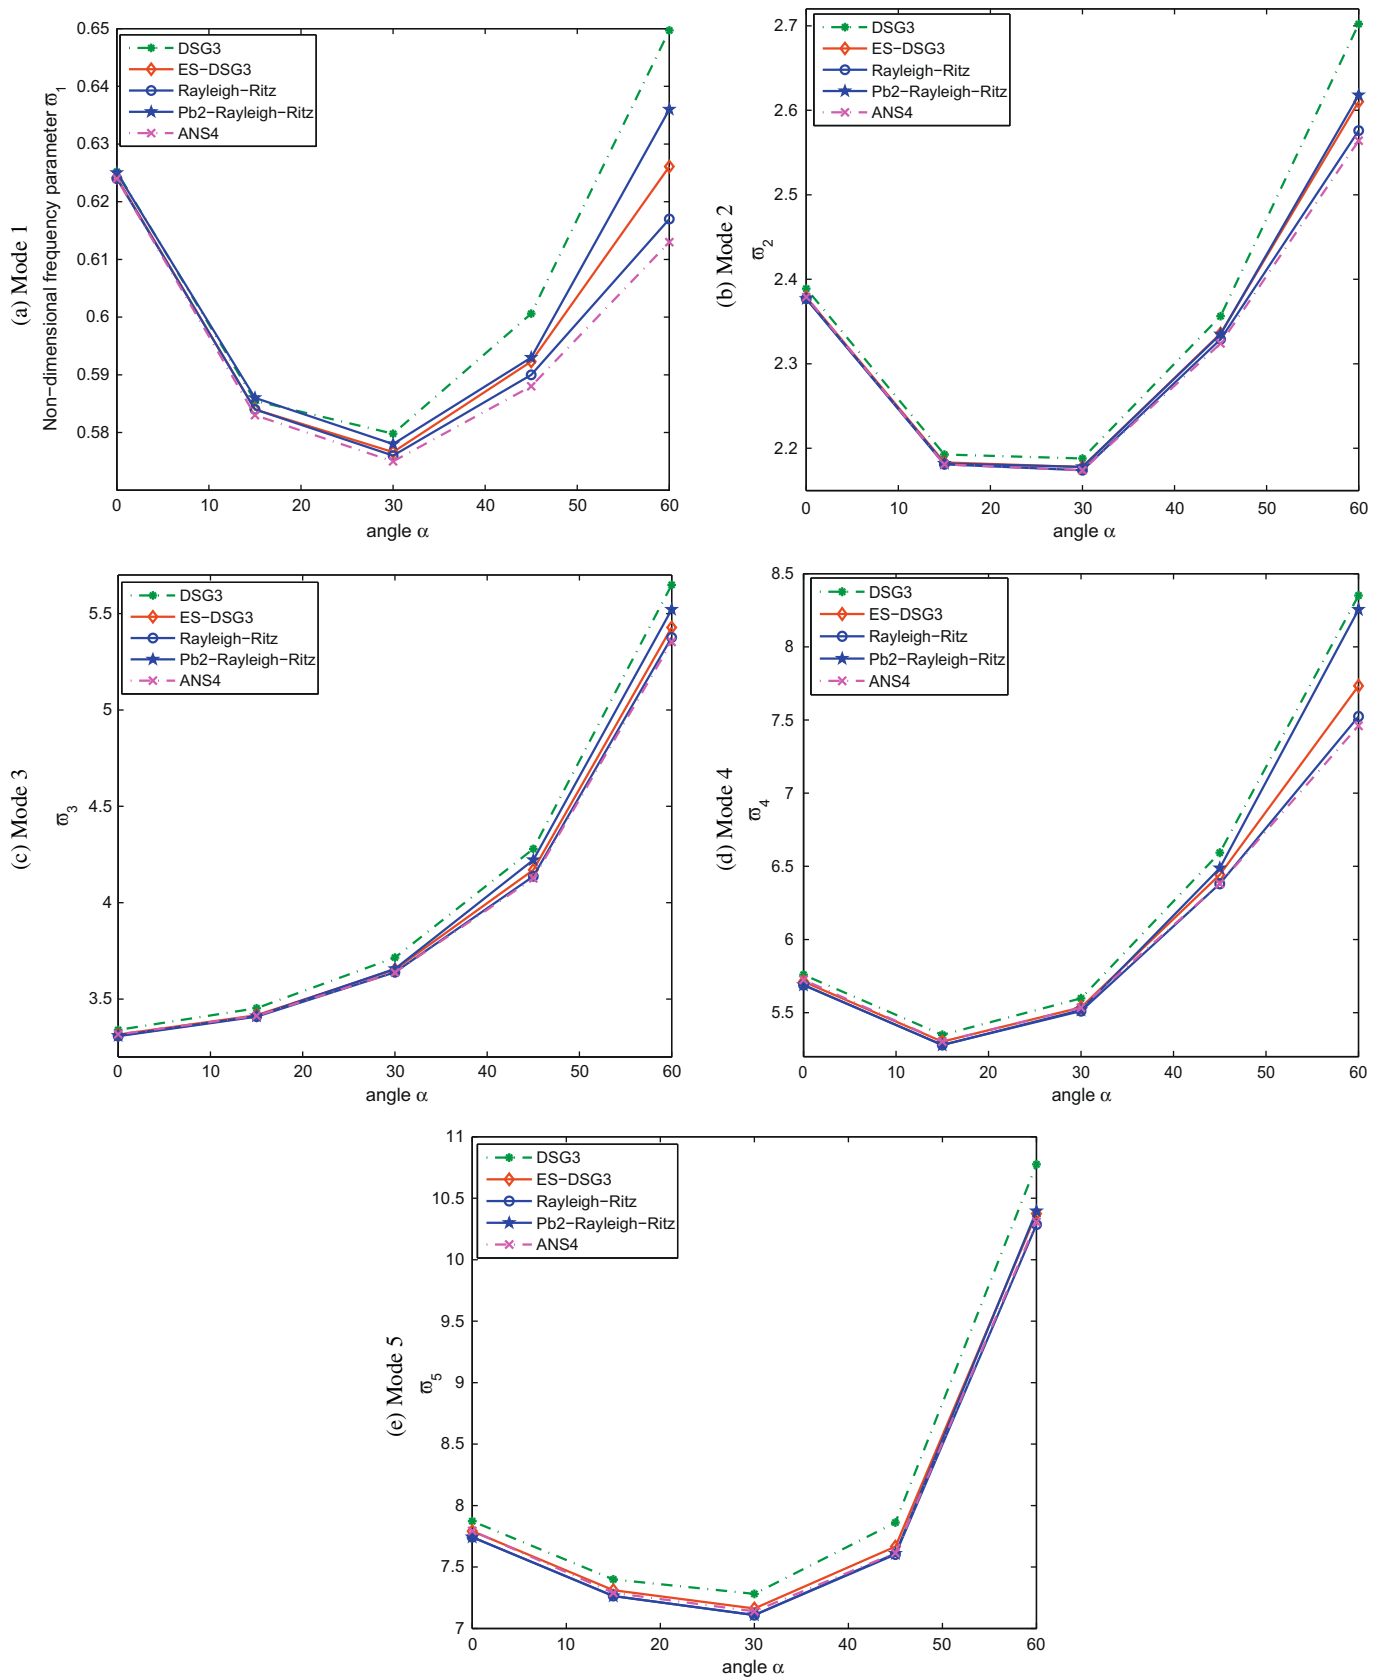 (a) Mode 1
Non−dimensional frequency parameter ϖ1
0.65
0.64
0.63
0.62
0.61
0.6
0.59
0.58
DSG3
ES−DSG3
Rayleigh−Ritz
Pb2−Rayleigh−Ritz
ANS4
0 10 20 30 40 50 60
angle α
(b) Mode 2
ϖ2
2.7
2.6
2.5
2.4
2.3
2.2
DSG3
ES−DSG3
Rayleigh−Ritz
Pb2−Rayleigh−Ritz
ANS4
0 10 20 30 40 50 60
angle α
(c) Mode 3
ϖ3
5.5
5
4.5
4
3.5
DSG3
ES−DSG3
Rayleigh−Ritz
Pb2−Rayleigh−Ritz
ANS4
0 10 20 30 40 50 60
angle α
(d) Mode 4
ϖ4
8.5
8
7.5
7
6.5
6
5.5
DSG3
ES−DSG3
Rayleigh−Ritz
Pb2−Rayleigh−Ritz
ANS4
0 10 20 30 40 50 60
angle α
(e) Mode 5
ϖ5
11
10.5
10
9.5
9
8.5
8
7.5
7
DSG3
ES−DSG3
Rayleigh−Ritz
Pb2−Rayleigh−Ritz
ANS4
0 10 20 30 40 50 60
angle α